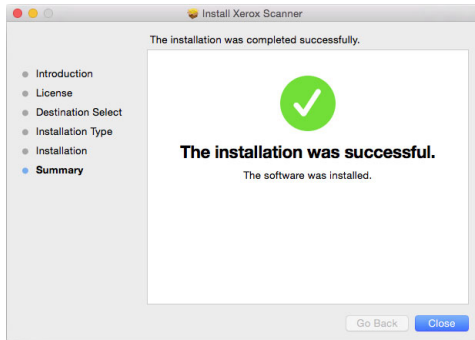 Install Xerox Scanner
The installation was completed successfully.
Introduction
License
Destination Select
Installation Type
Installation
Summary
The installation was successful.
The software was installed.
Go Back
Close